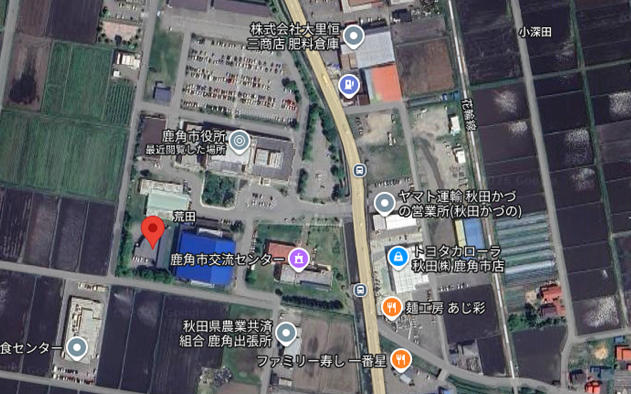 株式会社大里恒
三商店 肥料倉庫
小深田
花輪線
鹿角市役所
最近閲覧した場所
ヤマト運輸 秋田かづ
の営業所(秋田かづの)
荒田
鹿角市交流センター
トヨタカローラ
秋田㈱ 鹿角市店
麺工房 あじ彩
秋田県農業共済
組合 鹿角出張所
食センター
ファミリー寿し 一番星